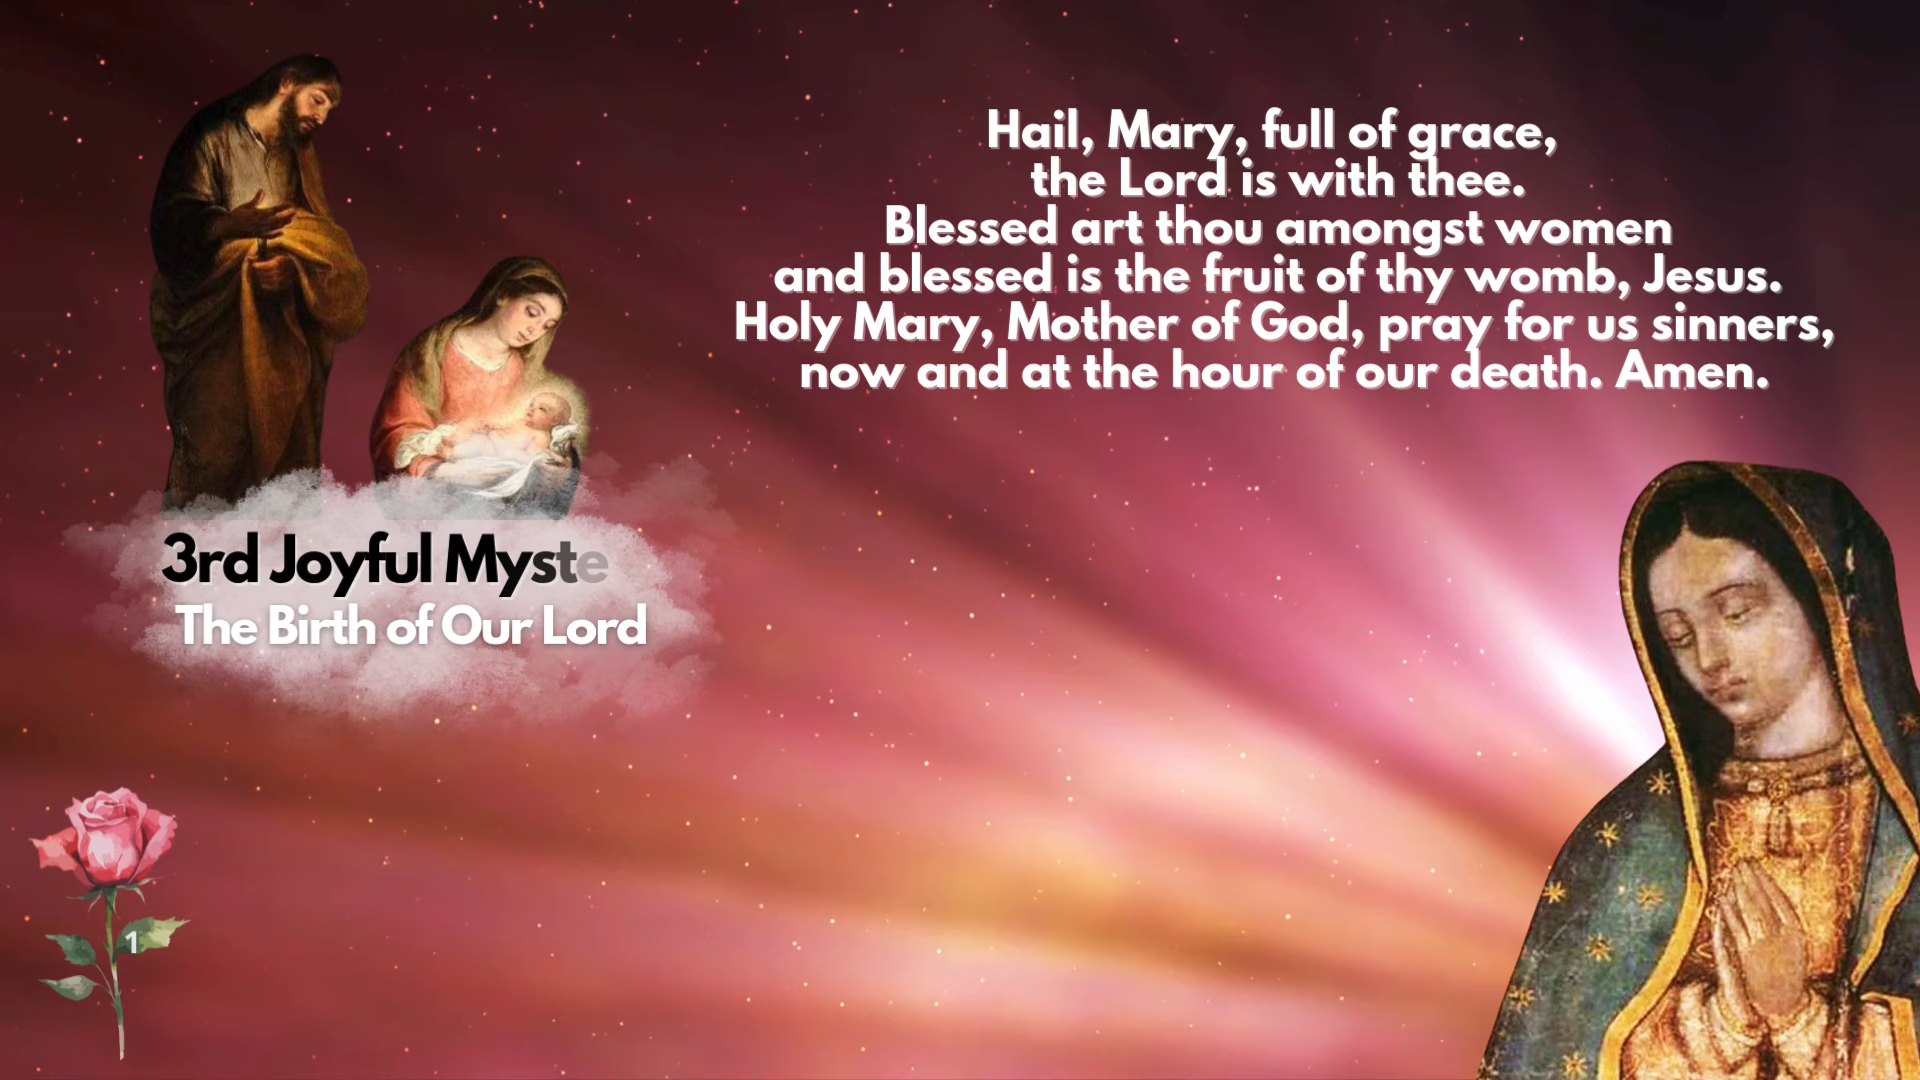 Hail, Mary, full of grace,
the Lord is with thee.
Blessed art thou amongst women
and blessed is the fruit of thy womb, Jesus.
Holy Mary, Mother of God, pray for us sinners,
now and at the hour of our death. Amen.
3rd Joyful Myste
The Birth of Our Lord
1